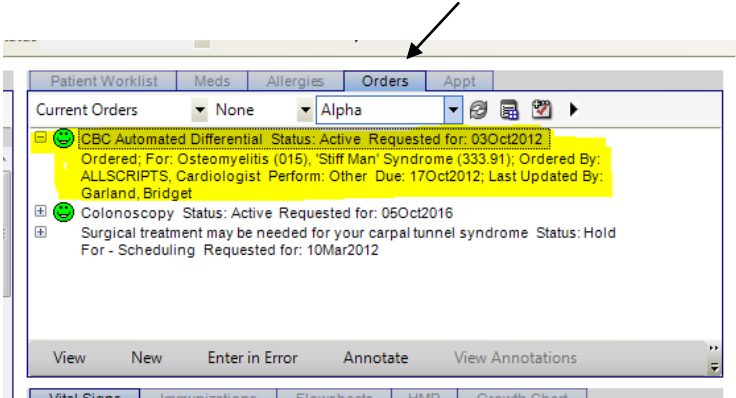 Patient Worklist Meds Allergies Orders Appt
Current Orders None Alpha
CBC Automated Differential Status: Active Requested for: 03Oct2012
Ordered; For: Osteomyelitis (015), 'Stiff Man' Syndrome (333.91); Ordered By:
ALLSCRIPTS, Cardiologist Perform: Other Due: 17Oct2012; Last Updated By:
Garland, Bridget
Colonoscopy Status: Active Requested for: 05Oct2016
Surgical treatment may be needed for your carpal tunnel syndrome Status: Hold
For - Scheduling Requested for: 10Mar2012
View New Enter in Error Annotate View Annotations
Vital Signs Immunizations Flowsheets HMP Growth Chart